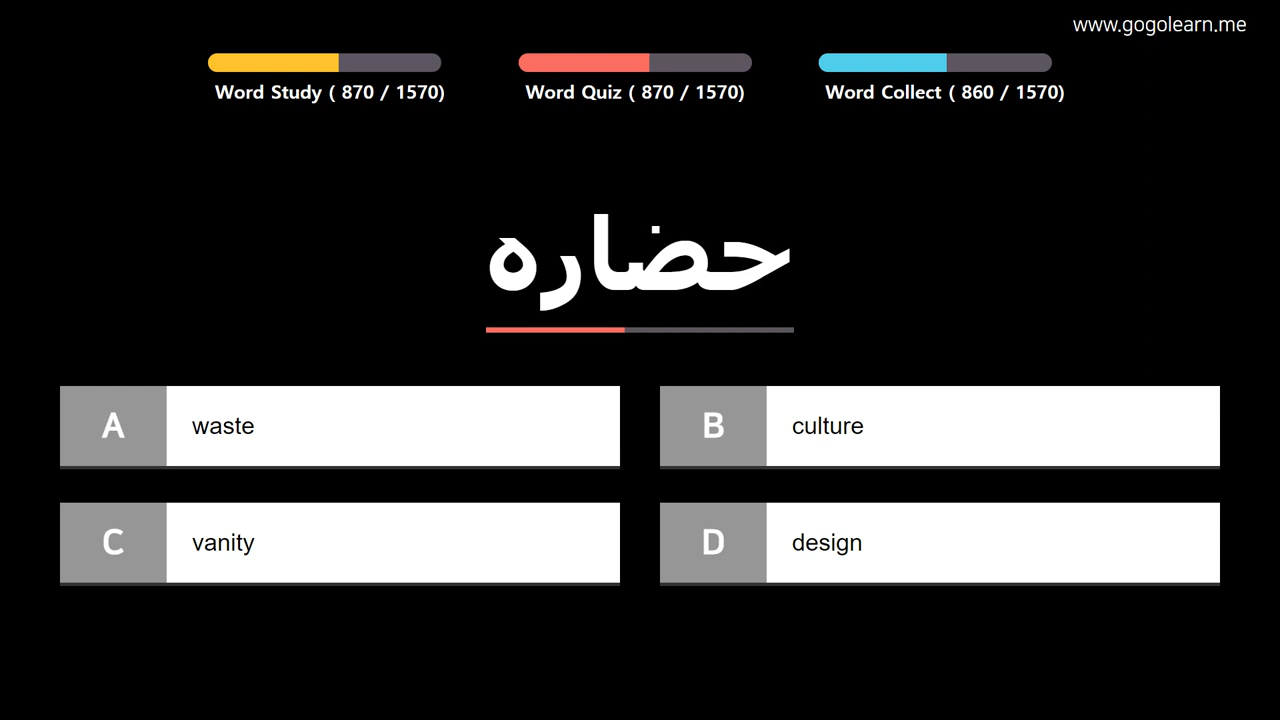 www.gogolearn.me
Word Study ( 870 / 1570)
Word Quiz ( 870 / 1570)
Word Collect ( 860 / 1570)
حضاره
A waste
B culture
C vanity
D design